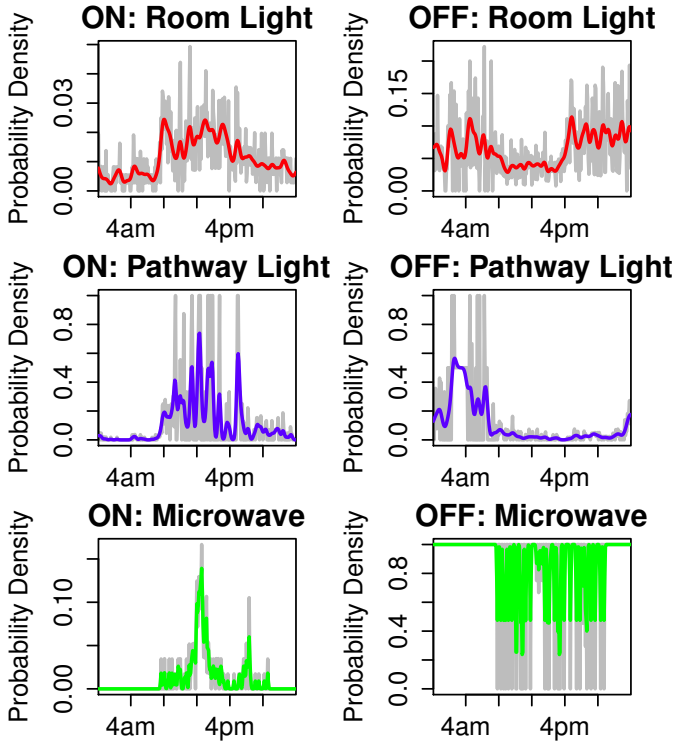 ON: Room Light
Probability Density
0.00
0.03
4am
4pm
OFF: Room Light
Probability Density
0.00
0.15
4am
4pm
ON: Pathway Light
Probability Density
0.0
0.4
0.8
4am
4pm
OFF: Pathway Light
Probability Density
0.0
0.4
0.8
4am
4pm
ON: Microwave
Probability Density
0.00
0.10
4am
4pm
OFF: Microwave
Probability Density
0.0
0.4
0.8
4am
4pm